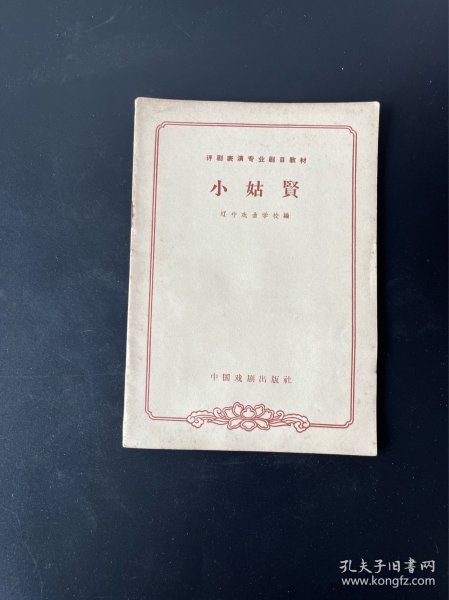 评剧表演专业剧目教材
小姑賢
辽宁戏曲学校編
中国戏剧出版社
孔夫子旧书网
www.kongfz.com